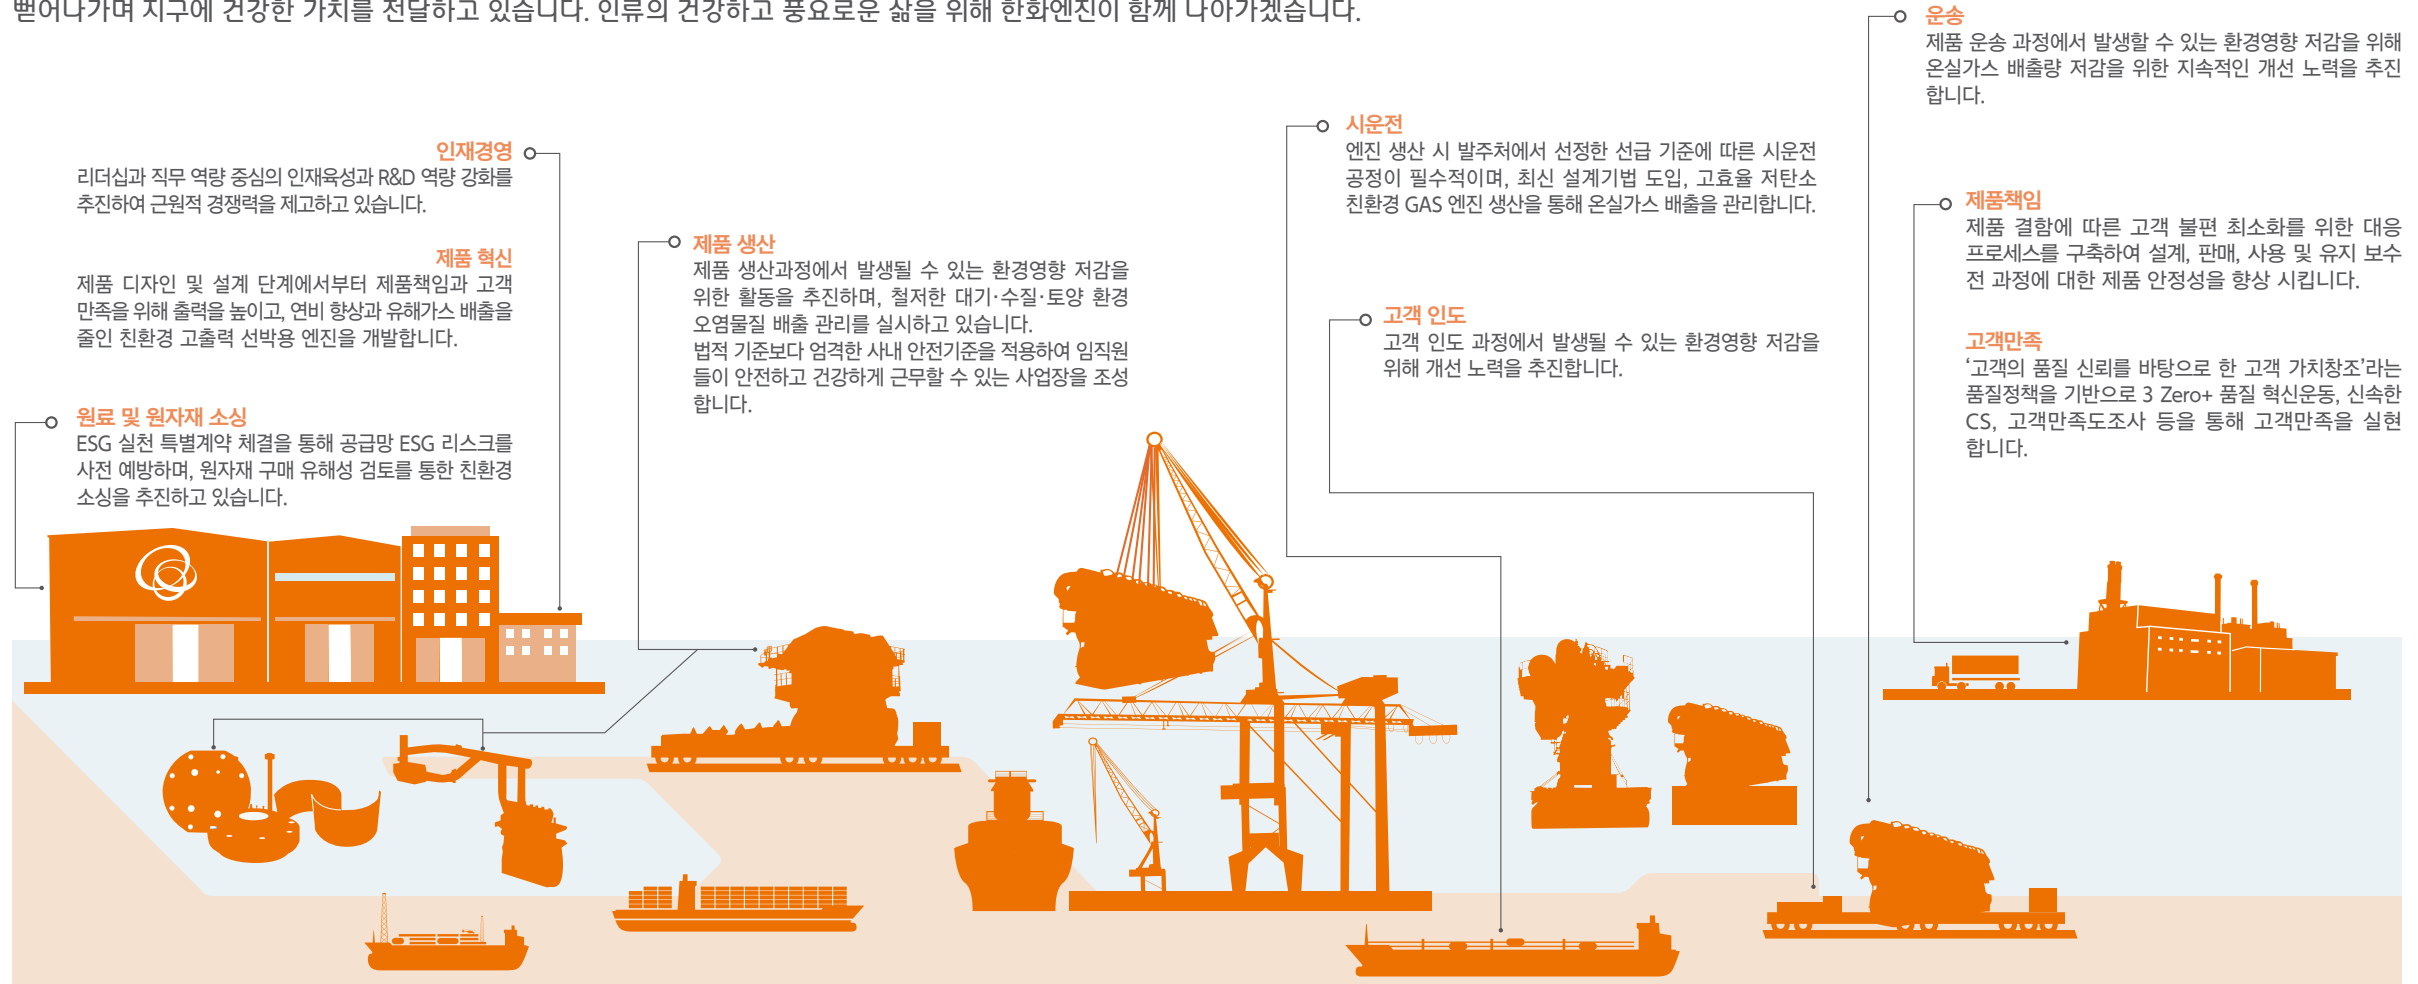 뻗어나가며 지구에 건강한 가치를 전달하고 있습니다. 인류의 건강하고 풍요로운 삶을 위해 한화엔진이 함께 나아가겠습니다.
인재경영
리더십과 직무 역량 중심의 인재육성과 R&D 역량 강화를
추진하여 근원적 경쟁력을 제고하고 있습니다.
제품 혁신
제품 디자인 및 설계 단계에서부터 제품책임과 고객
만족을 위해 출력을 높이고, 연비 향상과 유해가스 배출을
줄인 친환경 고출력 선박용 엔진을 개발합니다.
원료 및 원자재 소싱
ESG 실천 특별계약 체결을 통해 공급망 ESG 리스크를
사전 예방하며, 원자재 구매 유해성 검토를 통한 친환경
소싱을 추진하고 있습니다.
제품 생산
제품 생산과정에서 발생될 수 있는 환경영향 저감을
위한 활동을 추진하며, 철저한 대기·수질·토양 환경
오염물질 배출 관리를 실시하고 있습니다.
법적 기준보다 엄격한 사내 안전기준을 적용하여 임직원
들이 안전하고 건강하게 근무할 수 있는 사업장을 조성
합니다.
시운전
엔진 생산 시 발주처에서 선정한 선급 기준에 따른 시운전
공정이 필수적이며, 최신 설계기법 도입, 고효율 저탄소
친환경 GAS 엔진 생산을 통해 온실가스 배출을 관리합니다.
고객 인도
고객 인도 과정에서 발생될 수 있는 환경영향 저감을
위해 개선 노력을 추진합니다.
운송
제품 운송 과정에서 발생할 수 있는 환경영향 저감을 위해
온실가스 배출량 저감을 위한 지속적인 개선 노력을 추진
합니다.
제품책임
제품 결함에 따른 고객 불편 최소화를 위한 대응
프로세스를 구축하여 설계, 판매, 사용 및 유지 보수
전 과정에 대한 제품 안정성을 향상 시킵니다.
고객만족
‘고객의 품질 신뢰를 바탕으로 한 고객 가치창조’라는
품질정책을 기반으로 3 Zero+ 품질 혁신운동, 신속한
CS, 고객만족도조사 등을 통해 고객만족을 실현
합니다.